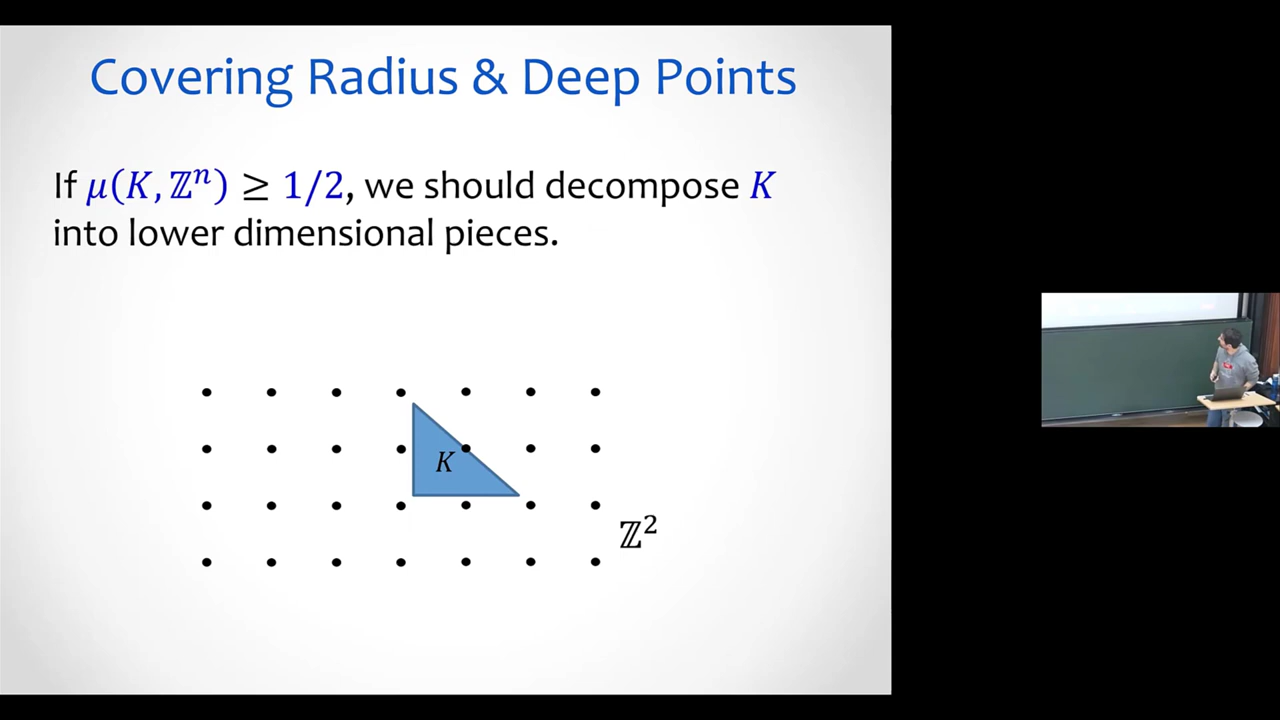 Covering Radius & Deep Points
If μ(K, ℤⁿ) ≥ 1/2, we should decompose K
into lower dimensional pieces.
K
ℤ²